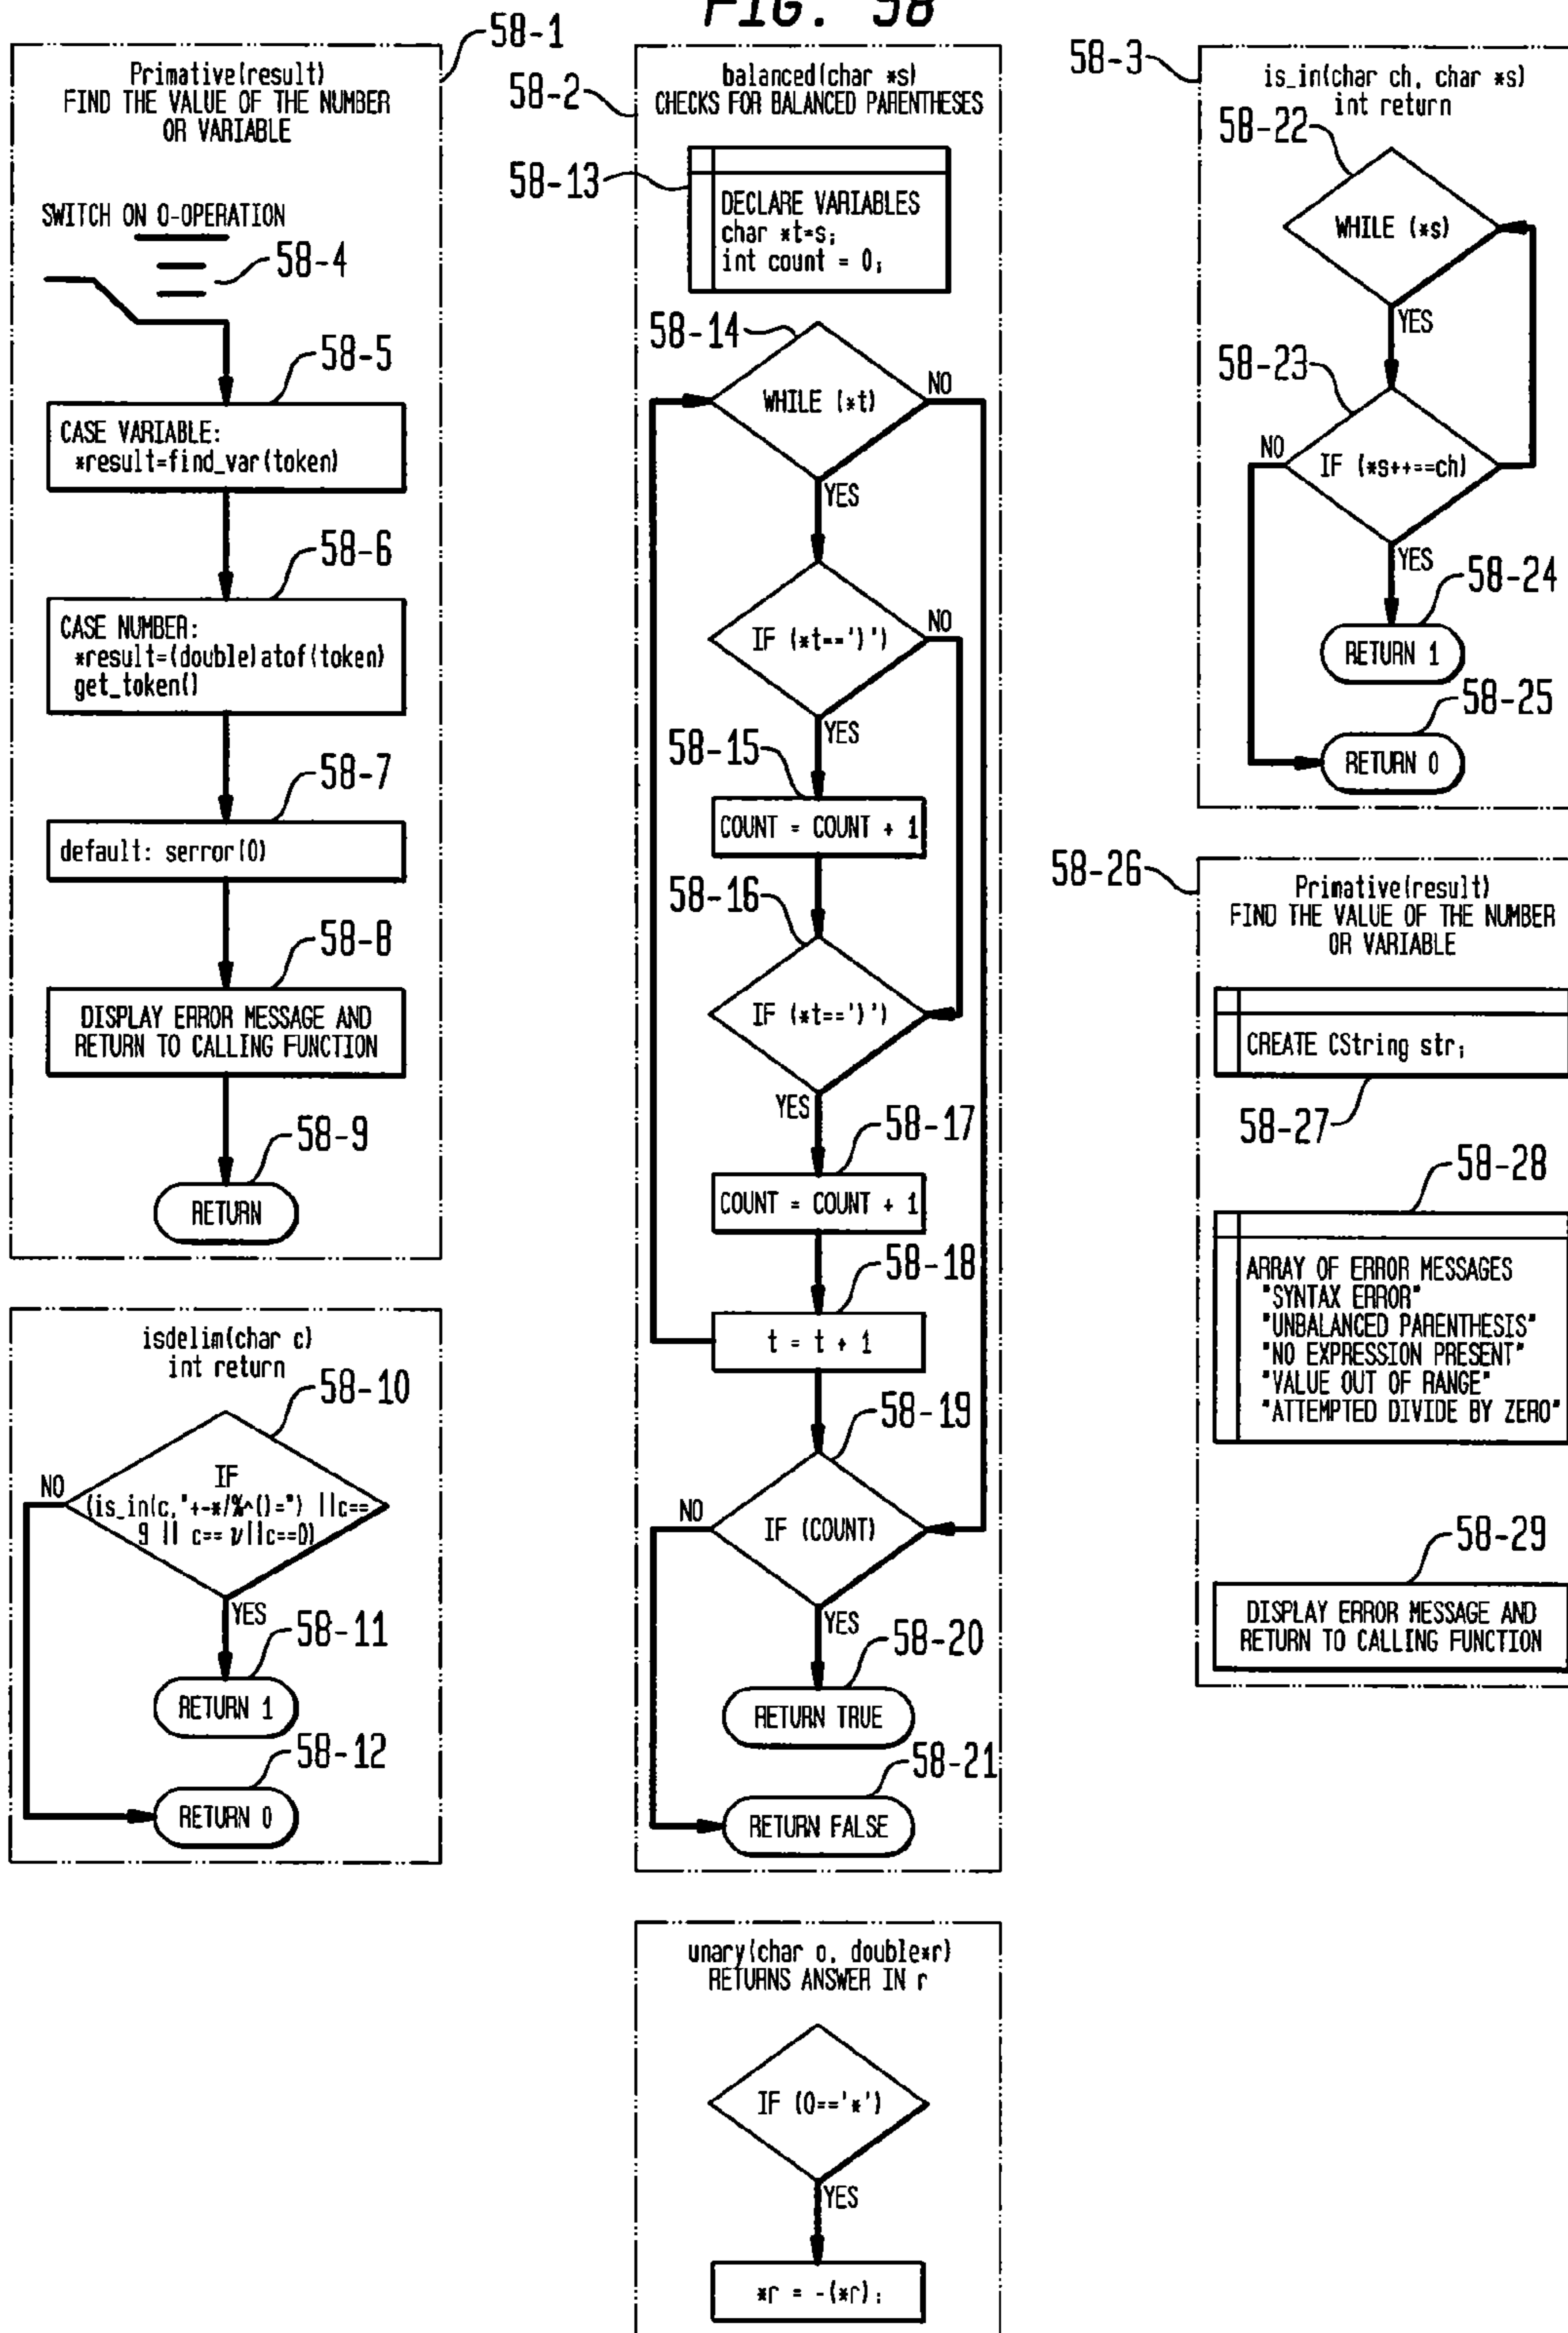 FIG. 58
58-1
Primative(result)
FIND THE VALUE OF THE NUMBER
OR VARIABLE
SWITCH ON O-OPERATION
58-4
58-5
CASE VARIABLE:
*result=find_var(token)
58-6
CASE NUMBER:
*result=(double)atof(token)
get_token()
58-7
default: serror(0)
58-8
DISPLAY ERROR MESSAGE AND
RETURN TO CALLING FUNCTION
58-9
RETURN
isdelim(char c)
int return
58-10
IF
(is_in(c,"+-*/%^()=") ||c==
9 || c== ||c==0)
NO
YES
58-11
RETURN 1
58-12
RETURN 0
58-2
balanced(char *s)
CHECKS FOR BALANCED PARENTHESES
58-13
DECLARE VARIABLES
char *t=s;
int count = 0;
58-14
WHILE (*t)
NO
YES
IF (*t==')')
NO
YES
58-15
COUNT = COUNT + 1
58-16
IF (*t==')')
YES
58-17
COUNT = COUNT + 1
58-18
t = t + 1
58-19
IF (COUNT)
NO
YES
58-20
RETURN TRUE
58-21
RETURN FALSE
unary(char o, double*r)
RETURNS ANSWER IN r
IF (O=='*')
YES
*r = -(*r);
58-3
is_in(char ch, char *s)
int return
58-22
WHILE (*s)
YES
58-23
IF (*s++==ch)
NO
YES
58-24
RETURN 1
58-25
RETURN 0
58-26
Primative(result)
FIND THE VALUE OF THE NUMBER
OR VARIABLE
CREATE CString str;
58-27
58-28
ARRAY OF ERROR MESSAGES
"SYNTAX ERROR"
"UNBALANCED PARENTHESIS"
"NO EXPRESSION PRESENT"
"VALUE OUT OF RANGE"
"ATTEMPTED DIVIDE BY ZERO"
58-29
DISPLAY ERROR MESSAGE AND
RETURN TO CALLING FUNCTION